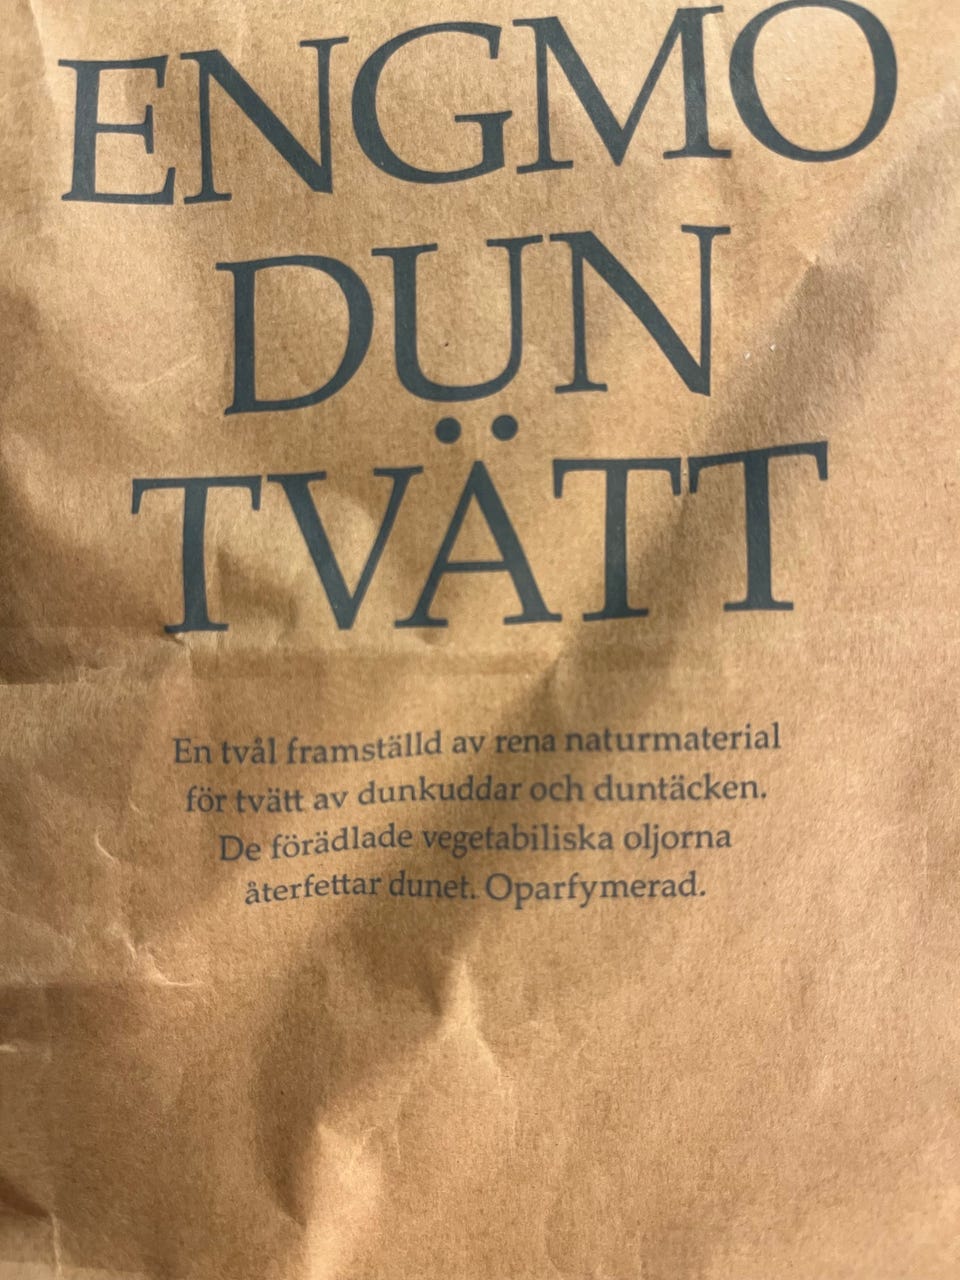 ENGMO
DUN
TVÄTT
En tvål framställd av rena naturmaterial
för tvätt av dunkuddar och duntäcken.
De förädlade vegetabiliska oljorna
återfettar dunet. Oparfymerad.